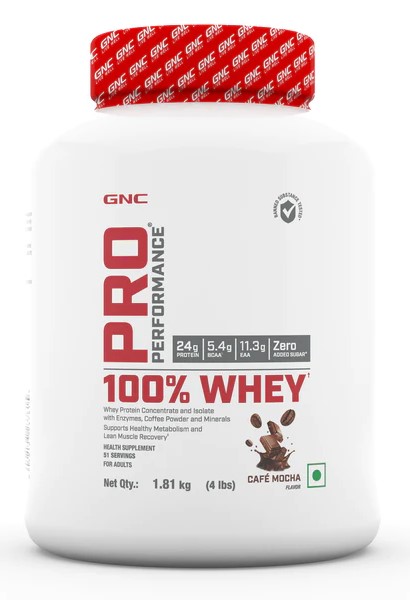 GNC
PRO
PERFORMANCE®
BANNED SUBSTANCE TESTED
24g PROTEIN
5.4g BCAA
11.3g EAA
Zero ADDED SUGAR*
100% WHEY†
Whey Protein Concentrate and Isolate
with Enzymes, Coffee Powder and Minerals
Supports Healthy Metabolism and
Lean Muscle Recovery
HEALTH SUPPLEMENT
51 SERVINGS
FOR ADULTS
CAFÉ MOCHA
FLAVOR
Net Qty.: 1.81 kg (4 lbs)